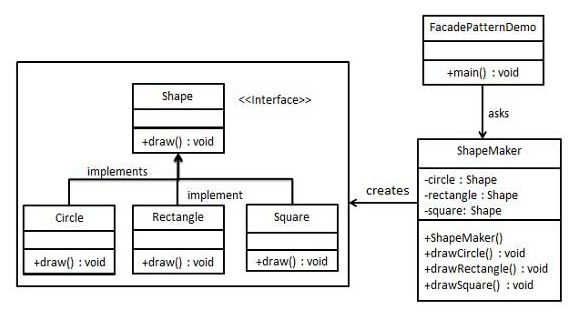 FacadePatternDemo
+main() : void
asks
Shape
<<Interface>>
+draw() : void
implements
implement
Circle
+draw() : void
Rectangle
+draw() : void
Square
+draw() : void
creates
ShapeMaker
-circle : Shape
-rectangle : Shape
-square: Shape
+ShapeMaker()
+drawCircle() : void
+drawRectangle() : void
+drawSquare() : void